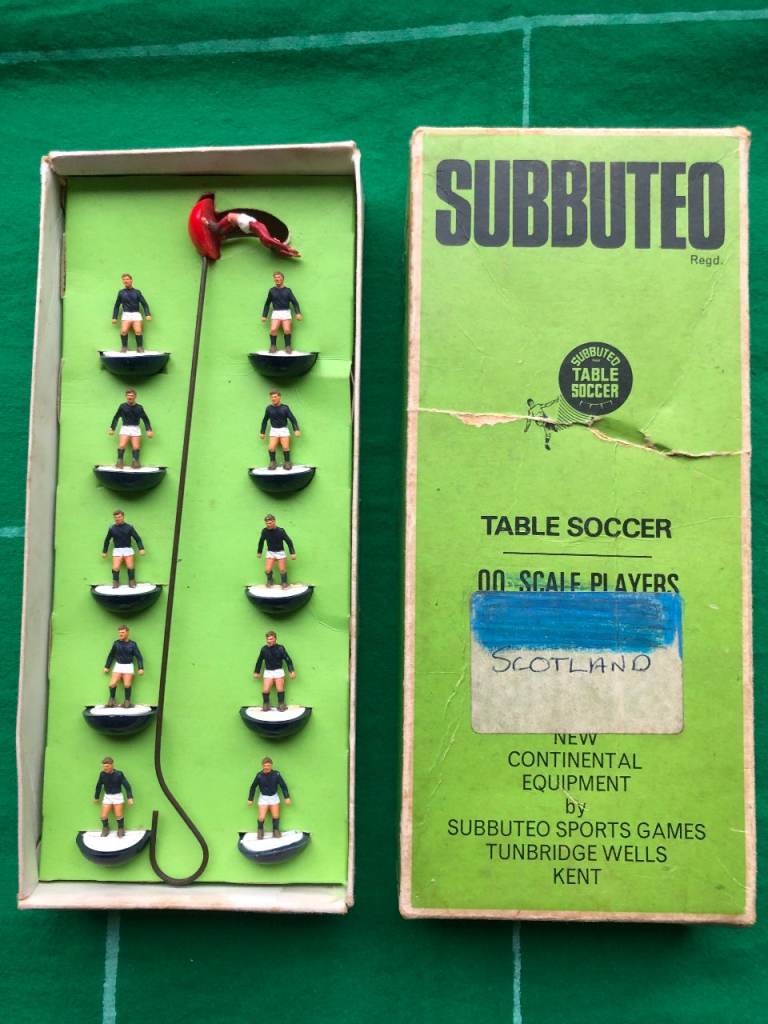 SUBBUTEO
Regd.
SUBBUTEO
TABLE
SOCCER
TABLE SOCCER
OO SCALE PLAYERS
SCOTLAND
NEW
CONTINENTAL
EQUIPMENT
by
SUBBUTEO SPORTS GAMES
TUNBRIDGE WELLS
KENT